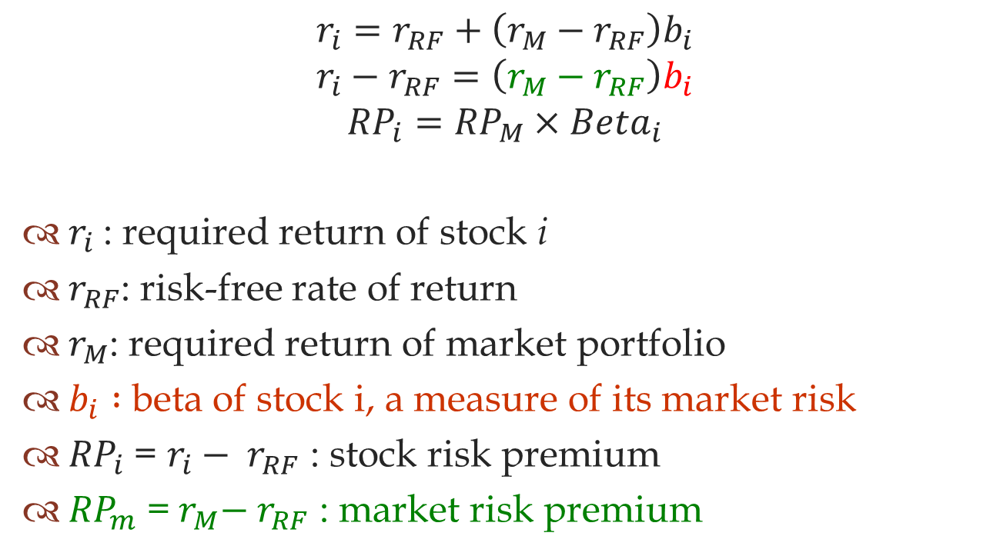 r_i = r_{RF} + (r_M − r_{RF})b_i
r_i − r_{RF} = (r_M − r_{RF})b_i
RP_i = RP_M × Beta_i
r_i : required return of stock i
r_{RF}: risk-free rate of return
r_M: required return of market portfolio
b_i : beta of stock i, a measure of its market risk
RP_i = r_i − r_{RF} : stock risk premium
RP_m = r_M − r_{RF} : market risk premium